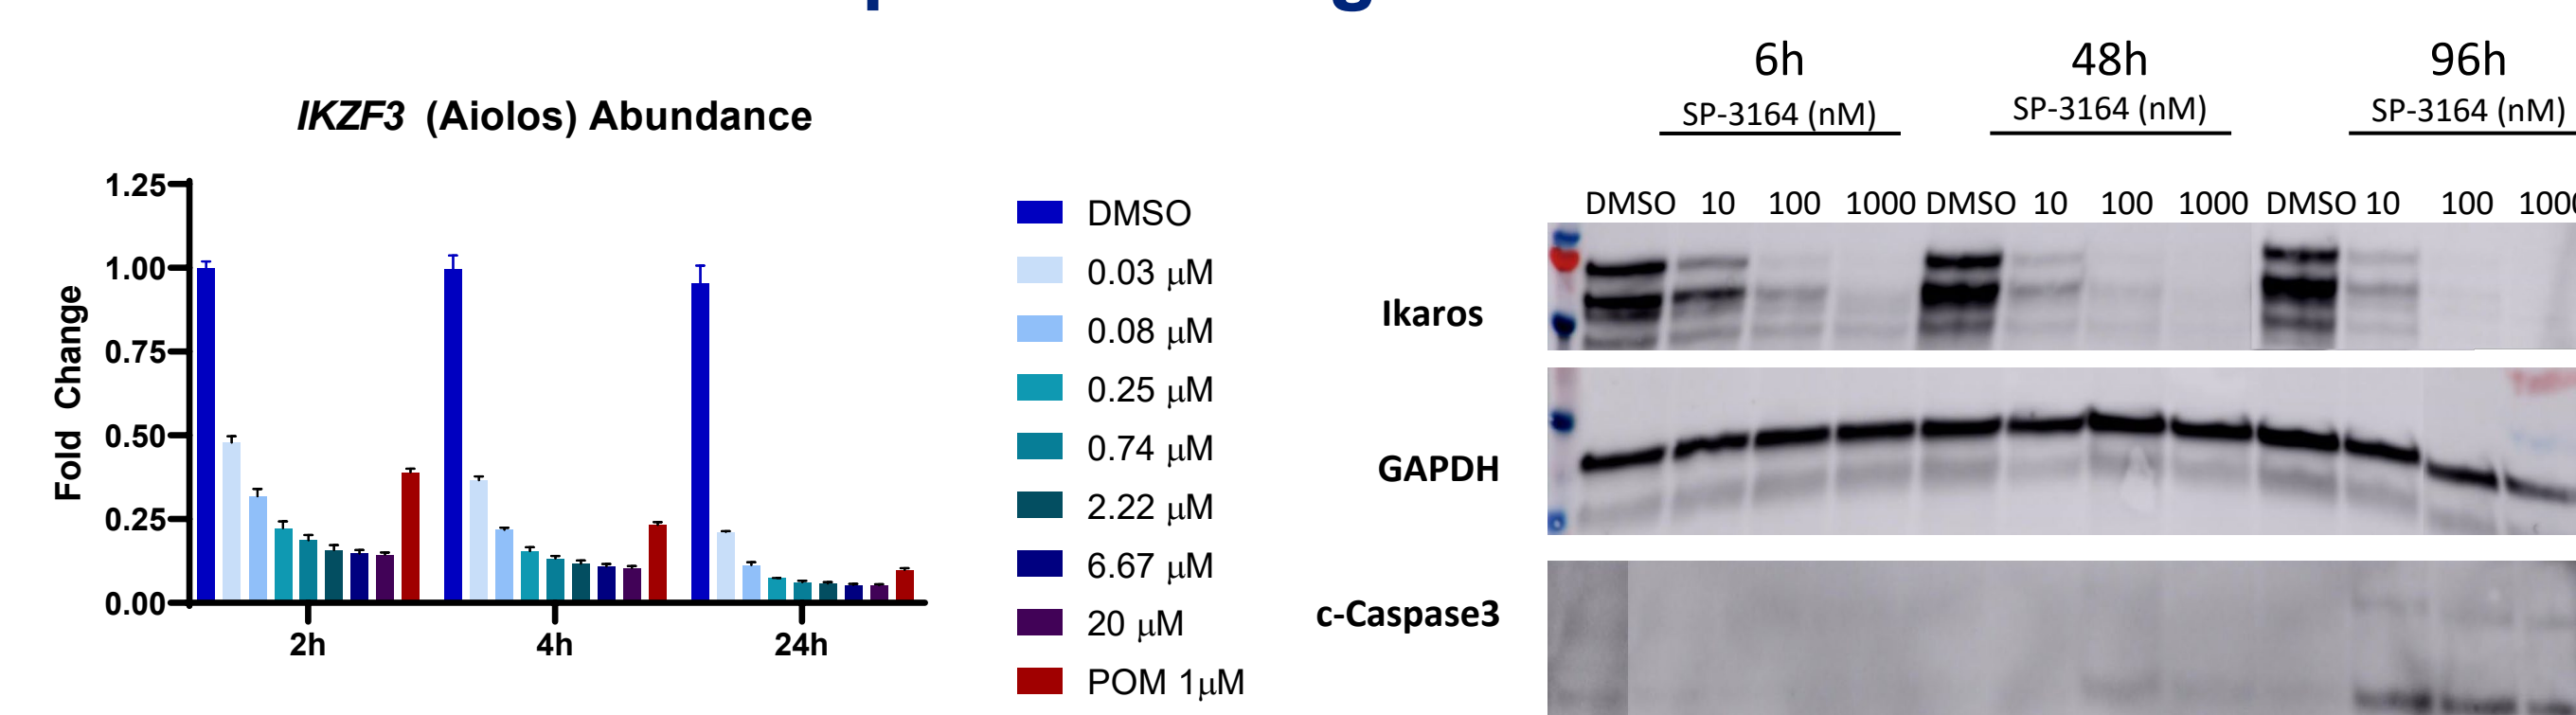 IKZF3 (Aiolos) Abundance
Fold Change
1.25
1.00
0.75
0.50
0.25
0.00
2h
4h
24h
DMSO
0.03 μM
0.08 μM
0.25 μM
0.74 μM
2.22 μM
6.67 μM
20 μM
POM 1μM
6h
48h
96h
SP-3164 (nM)
SP-3164 (nM)
SP-3164 (nM)
DMSO 10 100 1000 DMSO 10 100 1000 DMSO 10 100
Ikaros
GAPDH
c-Caspase3